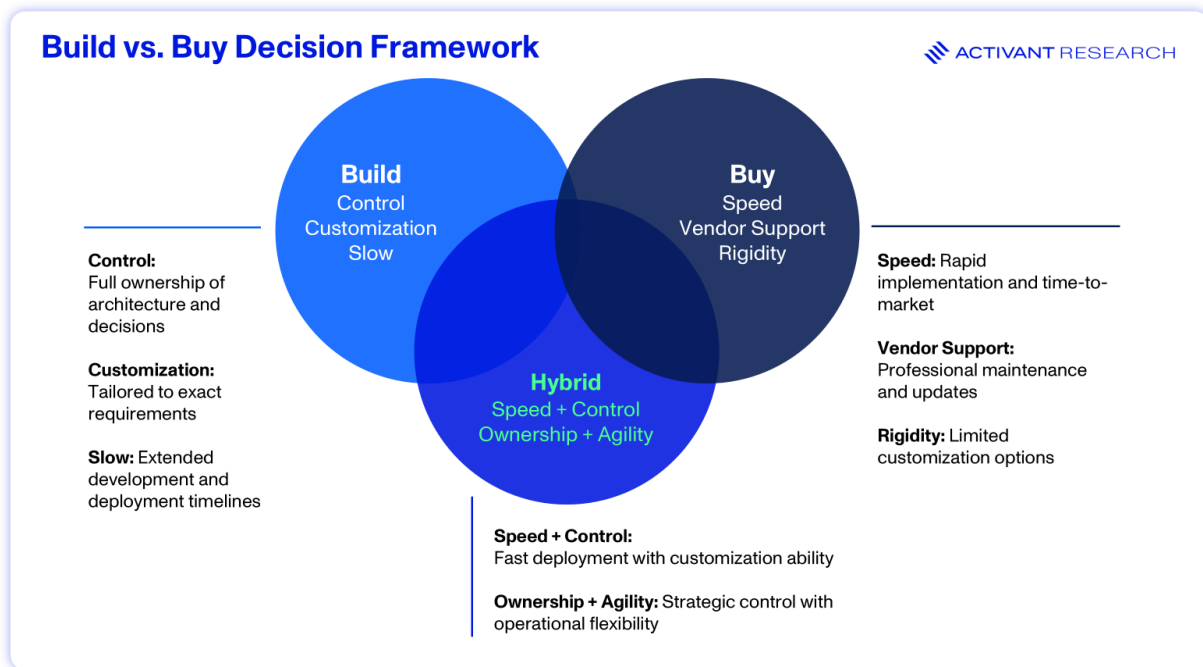 Build vs. Buy Decision Framework
ACTIVANT RESEARCH
Build
Control
Customization
Slow
Buy
Speed
Vendor Support
Rigidity
Hybrid
Speed + Control
Ownership + Agility
Control:
Full ownership of
architecture and
decisions
Customization:
Tailored to exact
requirements
Slow: Extended
development and
deployment timelines
Speed: Rapid
implementation and time-to-
market
Vendor Support:
Professional maintenance
and updates
Rigidity: Limited
customization options
Speed + Control:
Fast deployment with customization ability
Ownership + Agility: Strategic control with
operational flexibility